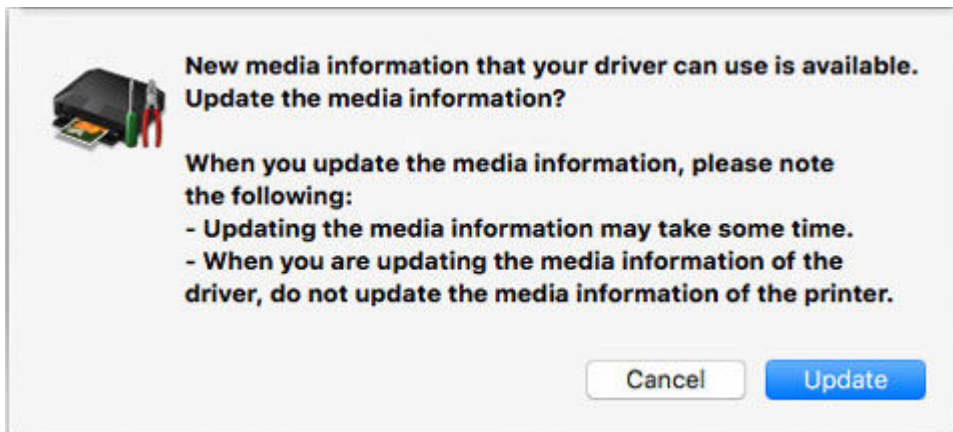 New media information that your driver can use is available.
Update the media information?
When you update the media information, please note
the following:
- Updating the media information may take some time.
- When you are updating the media information of the
driver, do not update the media information of the printer.
Cancel
Update